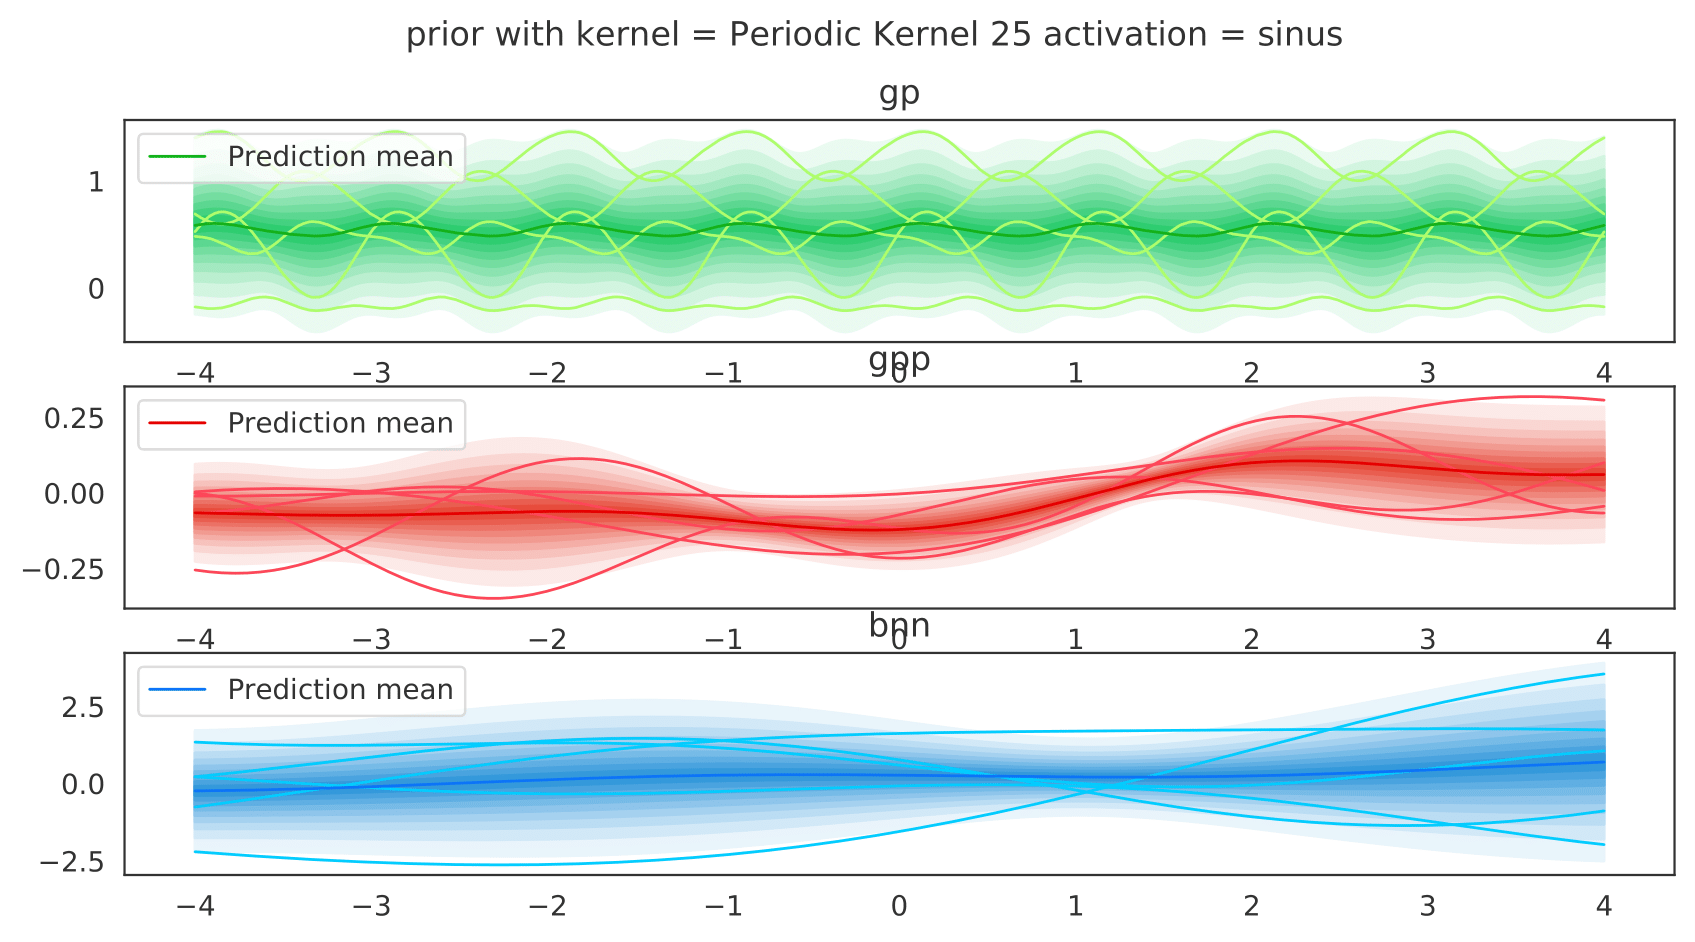 prior with kernel = Periodic Kernel 25 activation = sinus
gp
Prediction mean
1
0
−4 −3 −2 −1 0 1 2 3 4
gpp
Prediction mean
0.25
0.00
−0.25
−4 −3 −2 −1 0 1 2 3 4
bnn
Prediction mean
2.5
0.0
−2.5
−4 −3 −2 −1 0 1 2 3 4